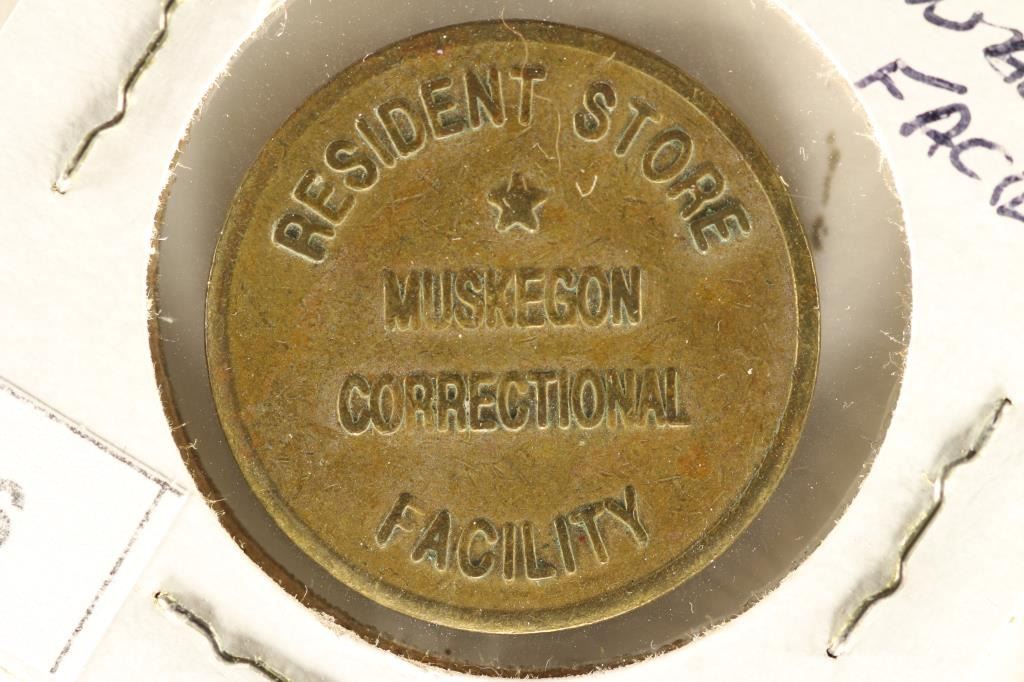 RESIDENT STORE
MUSKEGON
CORRECTIONAL
FACILITY